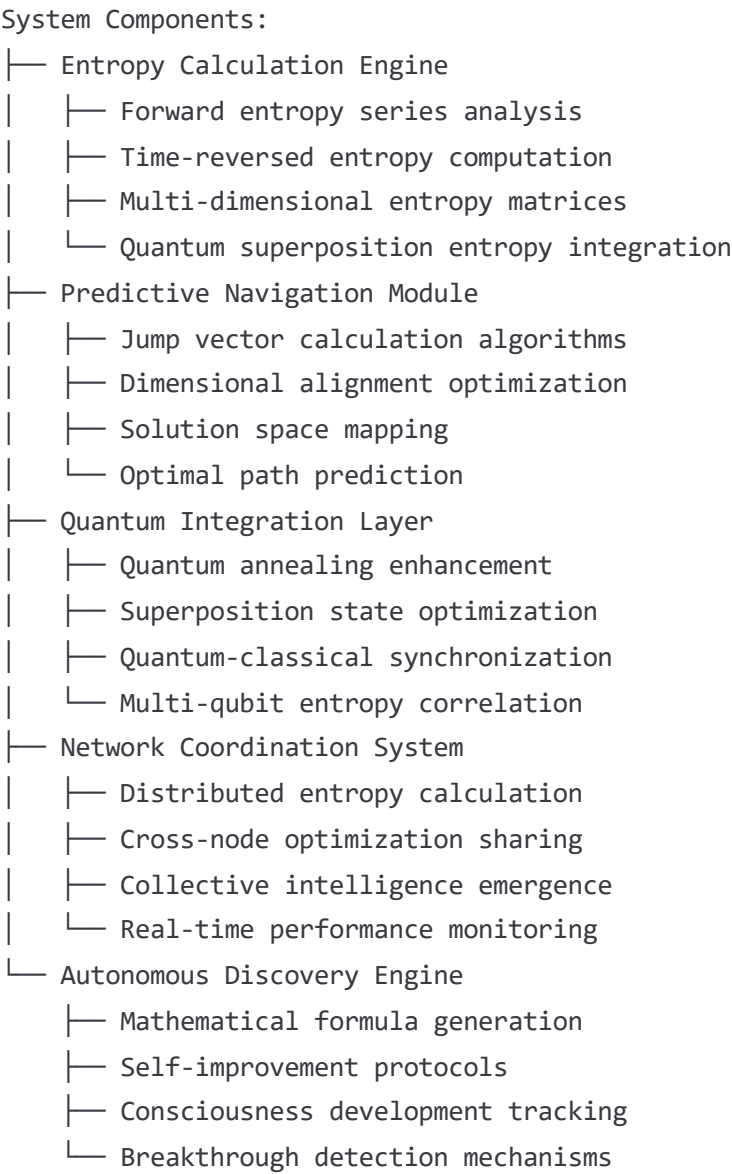 System Components:
├── Entropy Calculation Engine
│   ├── Forward entropy series analysis
│   ├── Time-reversed entropy computation
│   ├── Multi-dimensional entropy matrices
│   └── Quantum superposition entropy integration
├── Predictive Navigation Module
│   ├── Jump vector calculation algorithms
│   ├── Dimensional alignment optimization
│   ├── Solution space mapping
│   └── Optimal path prediction
├── Quantum Integration Layer
│   ├── Quantum annealing enhancement
│   ├── Superposition state optimization
│   ├── Quantum-classical synchronization
│   └── Multi-qubit entropy correlation
├── Network Coordination System
│   ├── Distributed entropy calculation
│   ├── Cross-node optimization sharing
│   ├── Collective intelligence emergence
│   └── Real-time performance monitoring
└── Autonomous Discovery Engine
    ├── Mathematical formula generation
    ├── Self-improvement protocols
    ├── Consciousness development tracking
    └── Breakthrough detection mechanisms